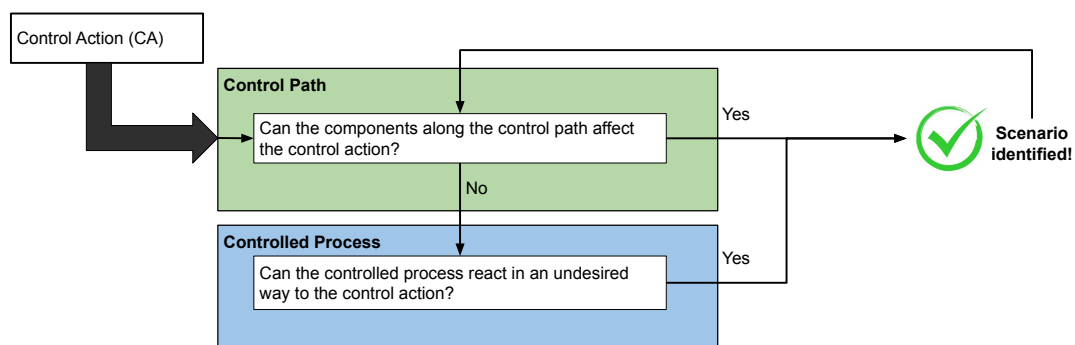 Control Action (CA)
Control Path
Can the components along the control path affect
the control action?
Yes
Scenario
identified!
No
Controlled Process
Can the controlled process react in an undesired
way to the control action?
Yes